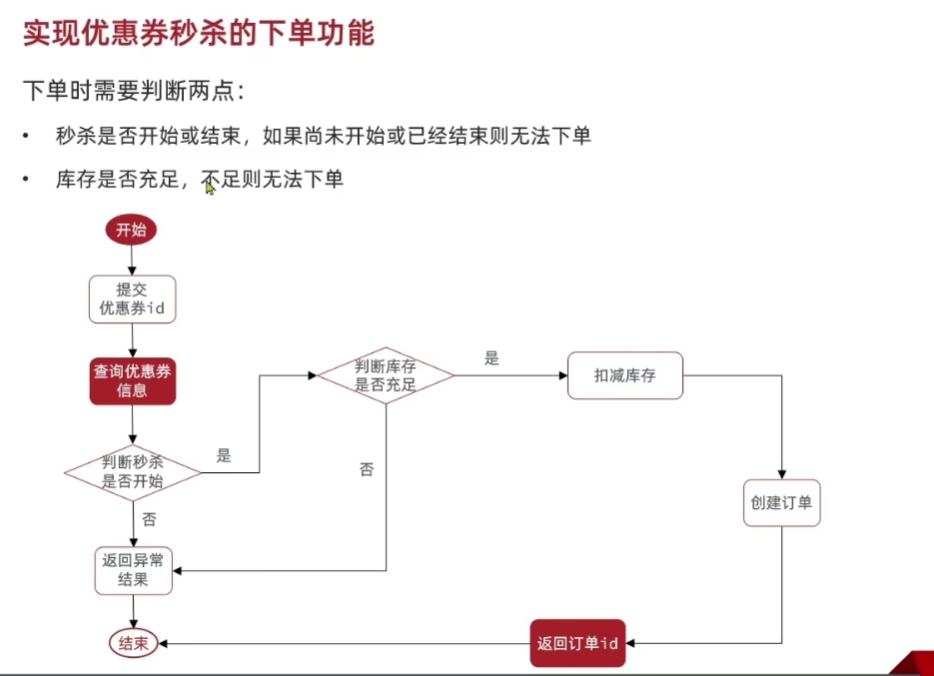 实现优惠券秒杀的下单功能
下单时需要判断两点：
• 秒杀是否开始或结束，如果尚未开始或已经结束则无法下单
• 库存是否充足，不足则无法下单
开始
提交
优惠券id
查询优惠券
信息
判断秒杀
是否开始
是
否
返回异常
结果
结束
判断库存
是否充足
是
否
扣减库存
创建订单
返回订单id